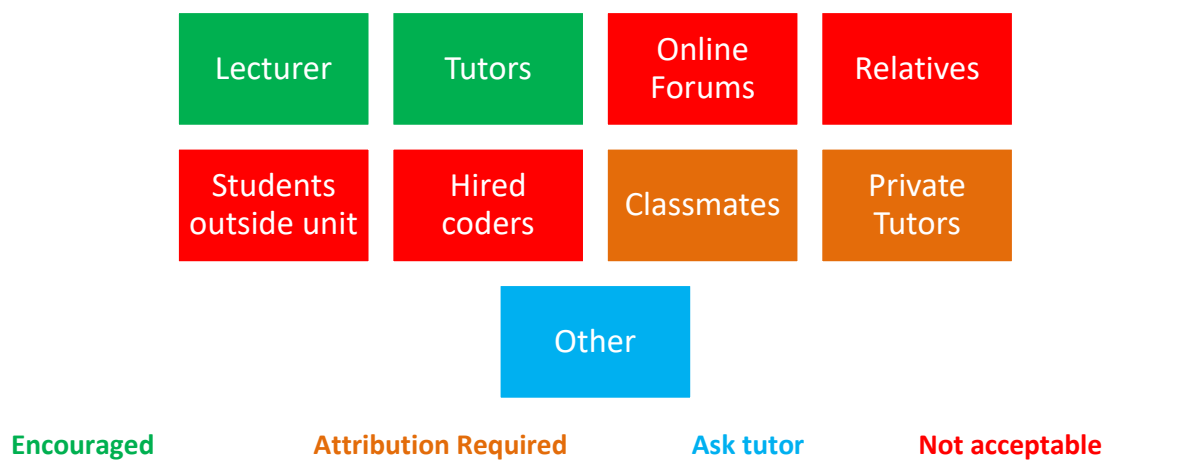 Lecturer
Tutors
Online
Forums
Relatives
Students
outside unit
Hired
coders
Classmates
Private
Tutors
Other
Encouraged
Attribution Required
Ask tutor
Not acceptable